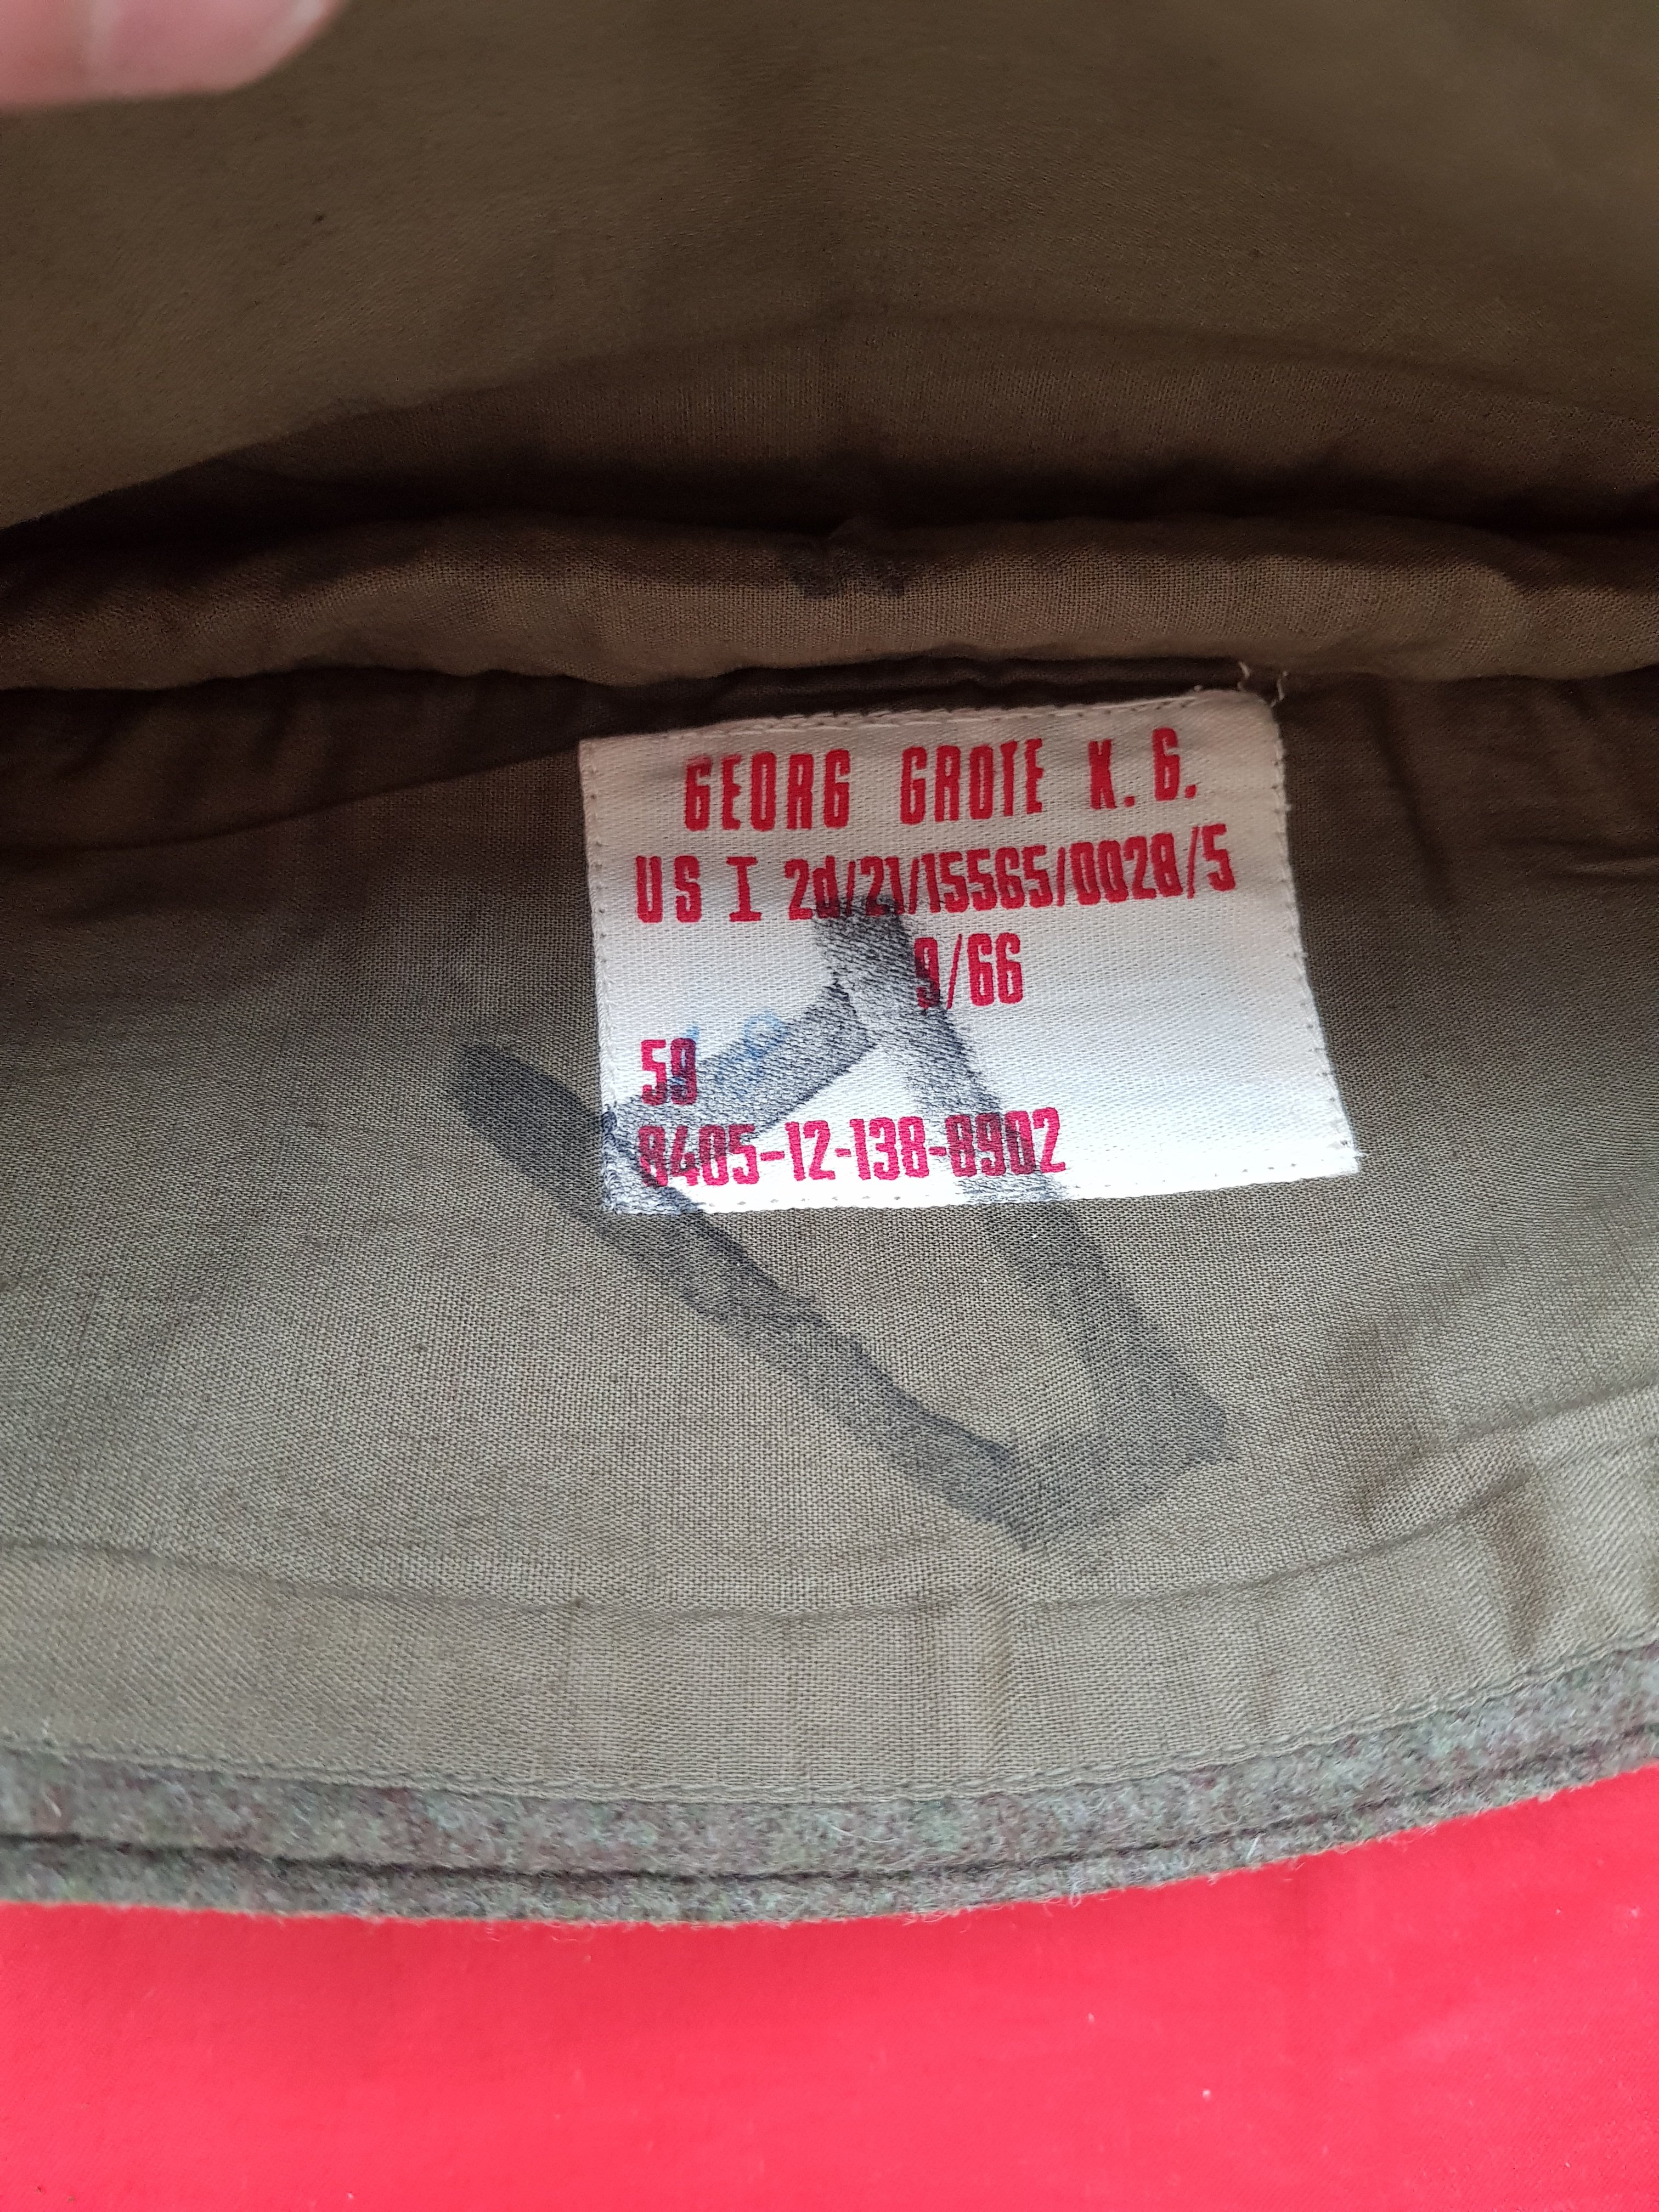 GEORG GROTE K.G.
US I 2d/21/15565/0028/5
9/66
59
8405-12-138-8902